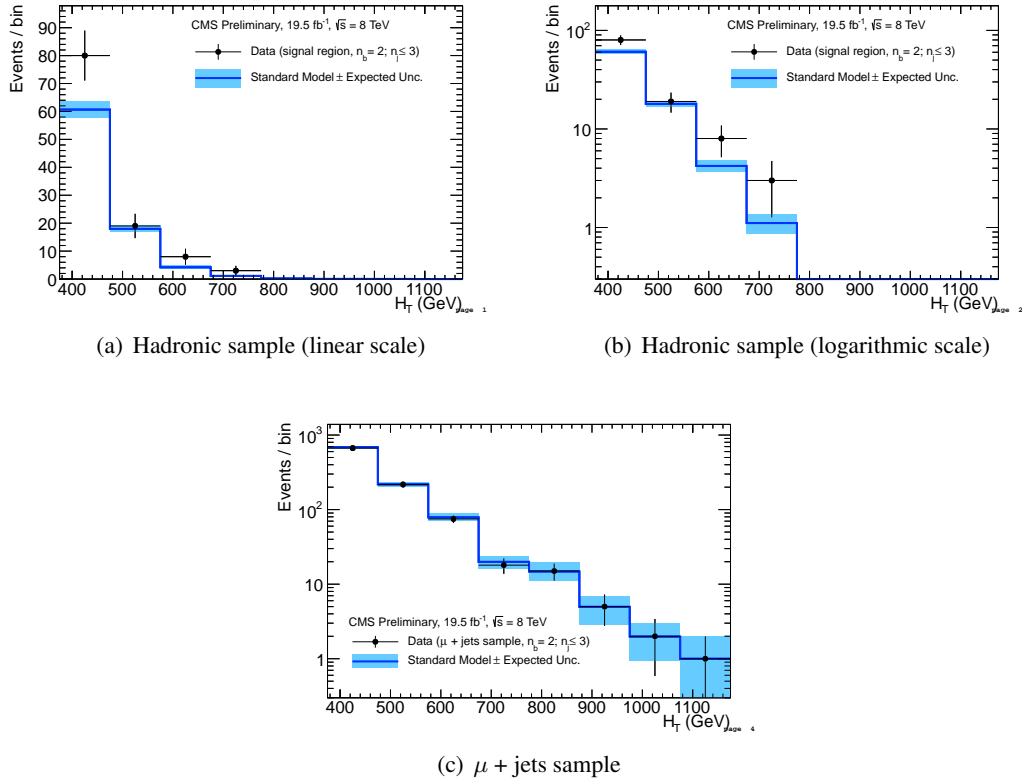 CMS Preliminary, 19.5 fb⁻¹, √s = 8 TeV
Data (signal region, n_b = 2; n_j ≤ 3)
Standard Model ± Expected Unc.
Events / bin
90
80
70
60
50
40
30
20
10
0
400 500 600 700 800 900 1000 1100
H_T (GeV)
page 1
(a) Hadronic sample (linear scale)
CMS Preliminary, 19.5 fb⁻¹, √s = 8 TeV
Data (signal region, n_b = 2; n_j ≤ 3)
Standard Model ± Expected Unc.
Events / bin
10²
10
1
400 500 600 700 800 900 1000 1100
H_T (GeV)
page 2
(b) Hadronic sample (logarithmic scale)
Events / bin
10³
10²
10
1
CMS Preliminary, 19.5 fb⁻¹, √s = 8 TeV
Data (μ + jets sample, n_b = 2; n_j ≤ 3)
Standard Model ± Expected Unc.
400 500 600 700 800 900 1000 1100
H_T (GeV)
page 4
(c) μ + jets sample